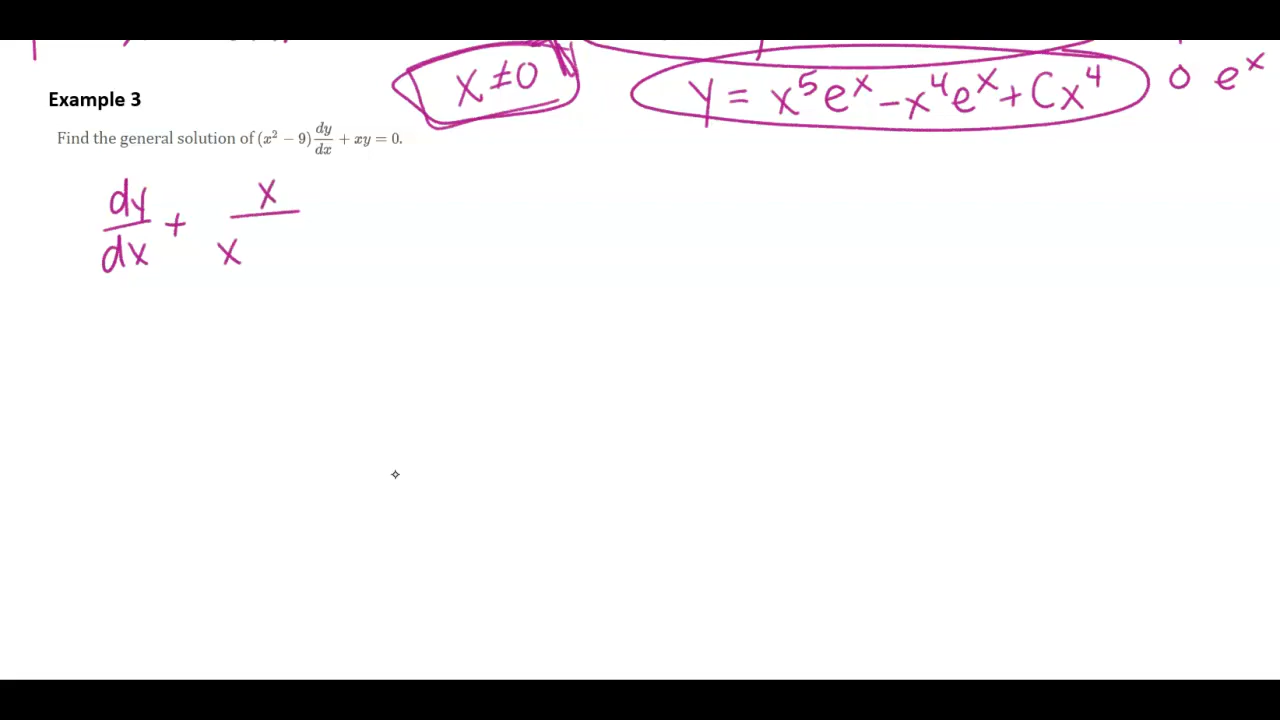 x ≠ 0
y = x⁵eˣ − x⁴eˣ + Cx⁴
0 eˣ
Example 3
Find the general solution of (x² − 9) dy/dx + xy = 0.
dy/dx + x/x